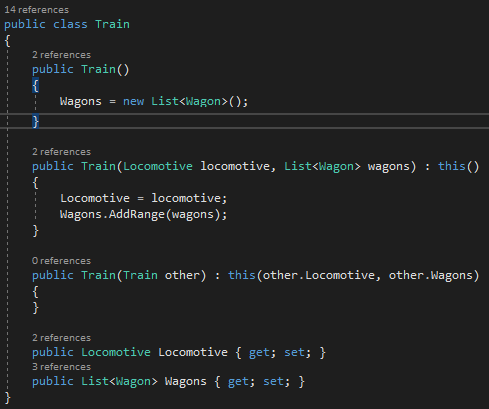 14 references
public class Train
{
2 references
public Train()
{
Wagons = new List<Wagon>();
}
2 references
public Train(Locomotive locomotive, List<Wagon> wagons) : this()
{
Locomotive = locomotive;
Wagons.AddRange(wagons);
}
0 references
public Train(Train other) : this(other.Locomotive, other.Wagons)
{
}
2 references
public Locomotive Locomotive { get; set; }
3 references
public List<Wagon> Wagons { get; set; }
}